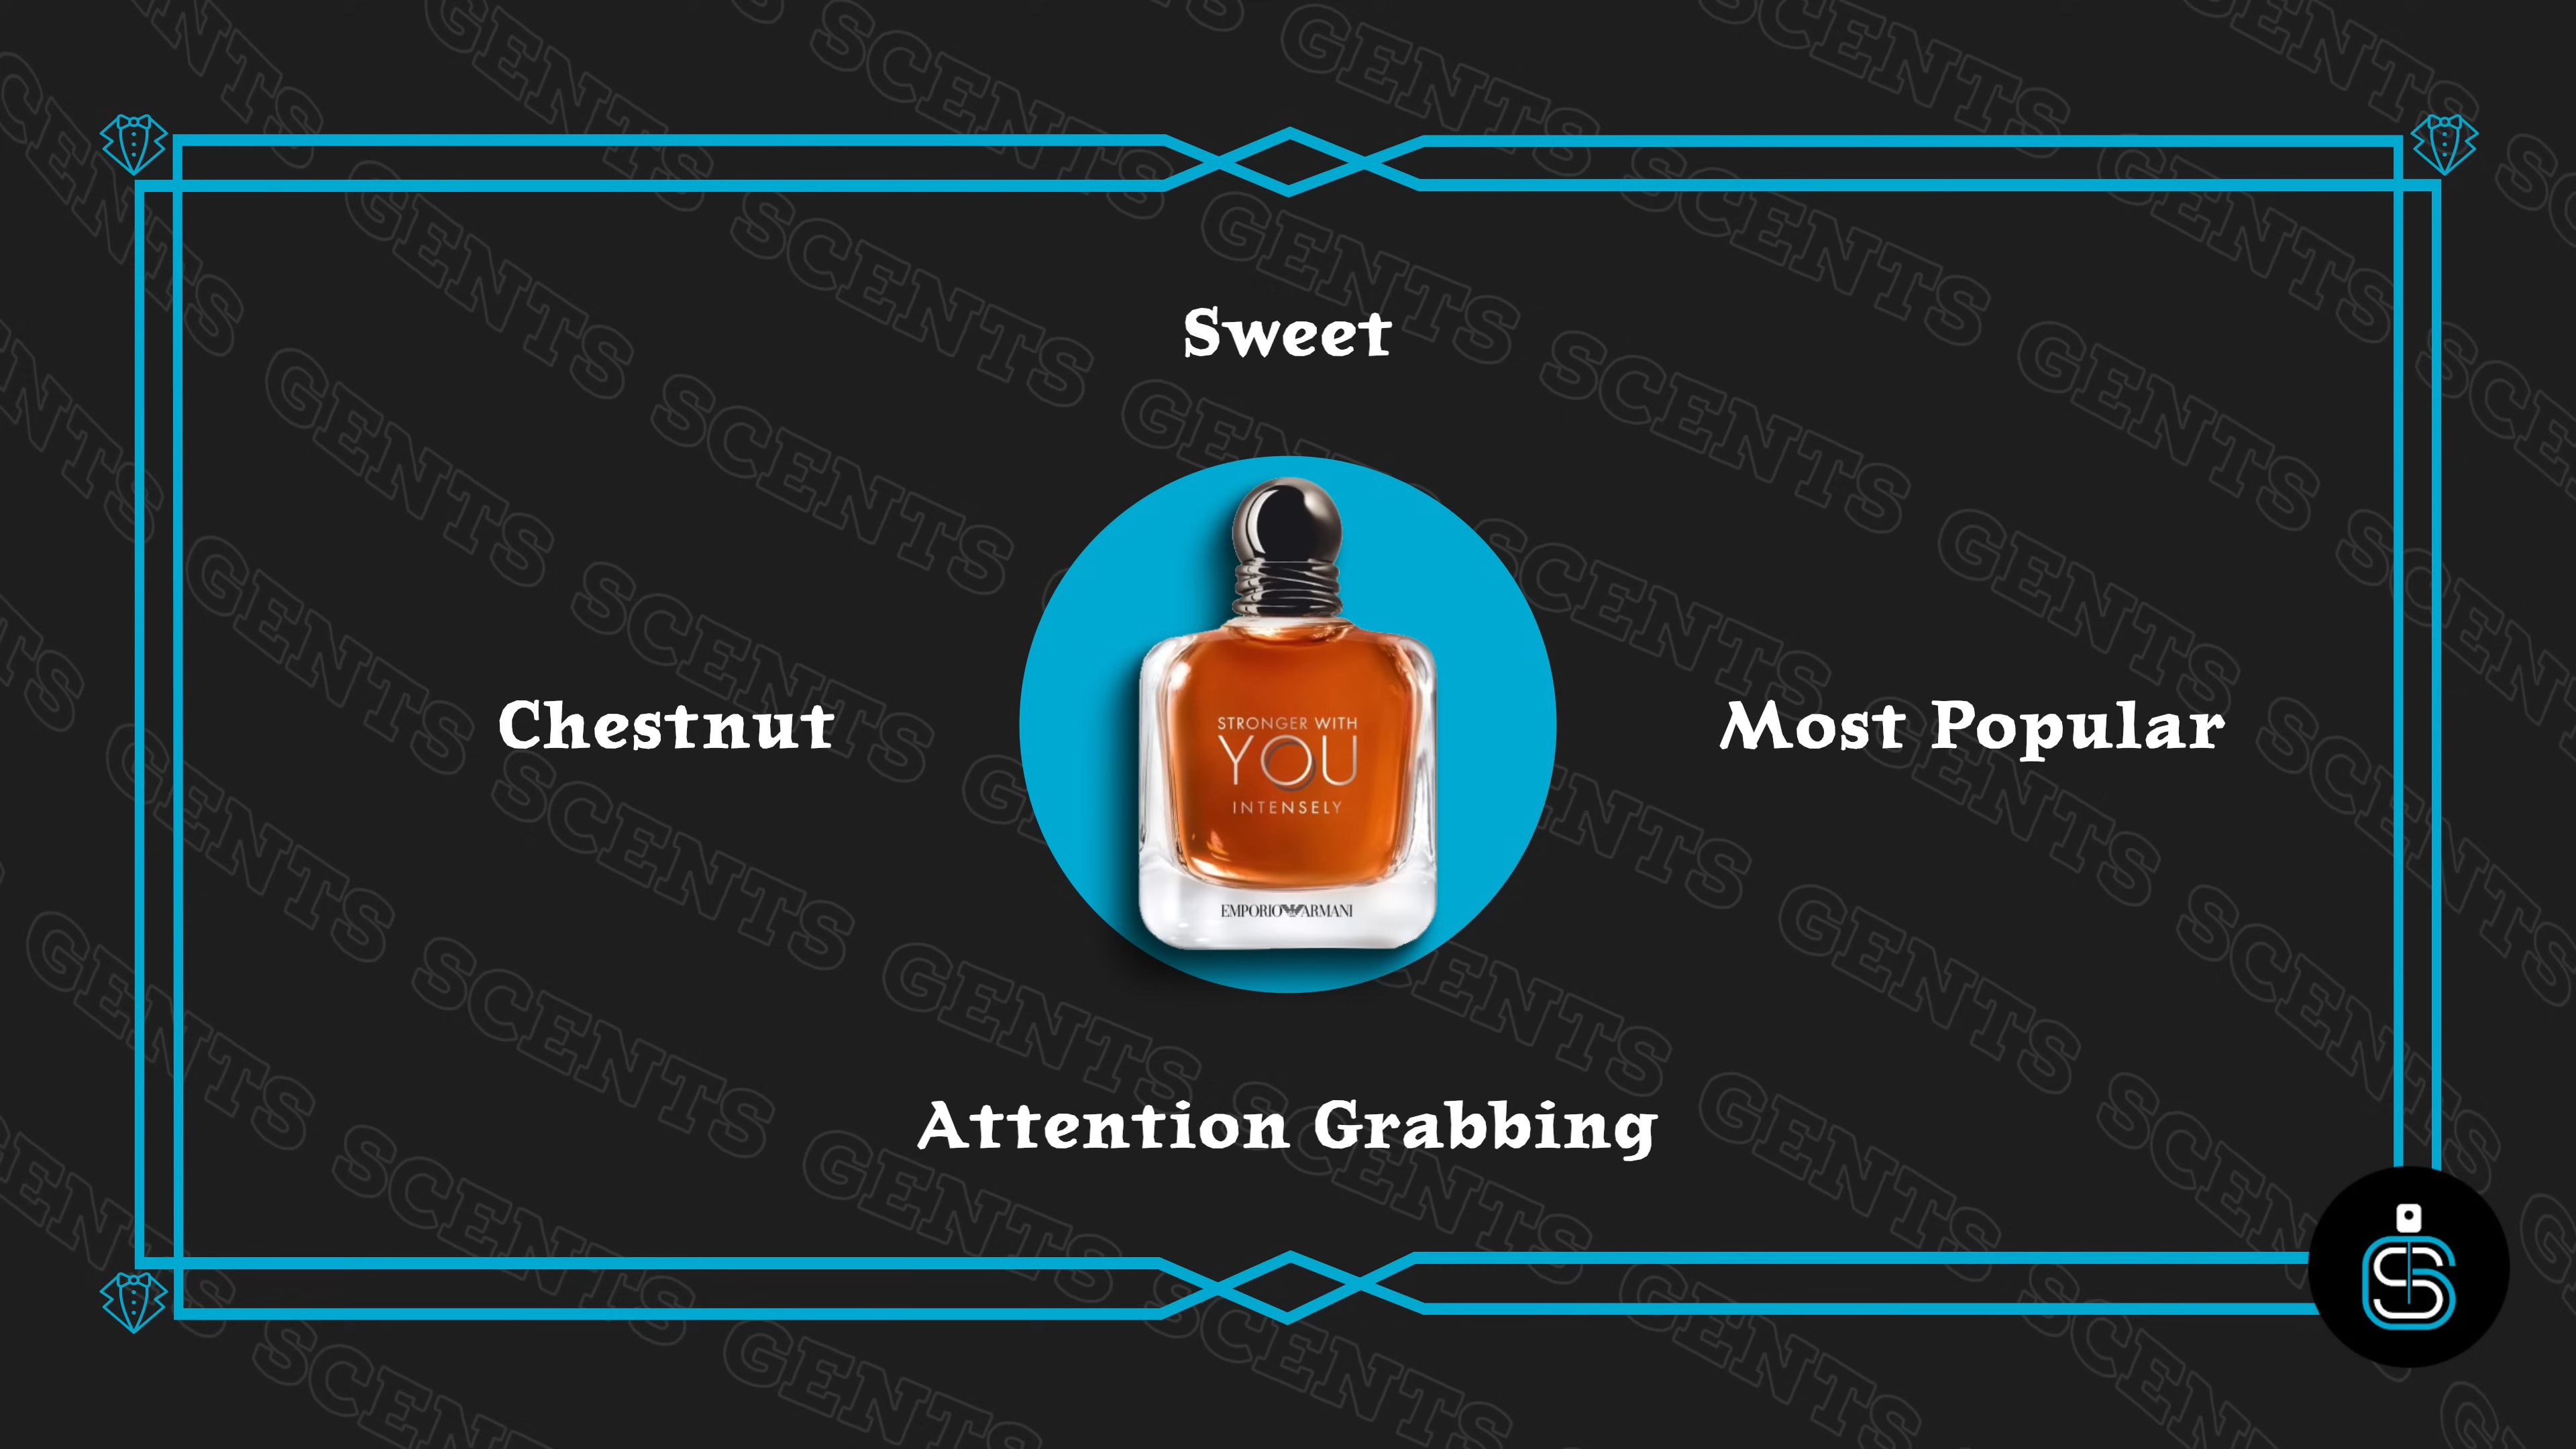 Sweet
Chestnut
STRONGER WITH
YOU
INTENSELY
EMPORIO ARMANI
Most Popular
Attention Grabbing
GENTS SCENTS